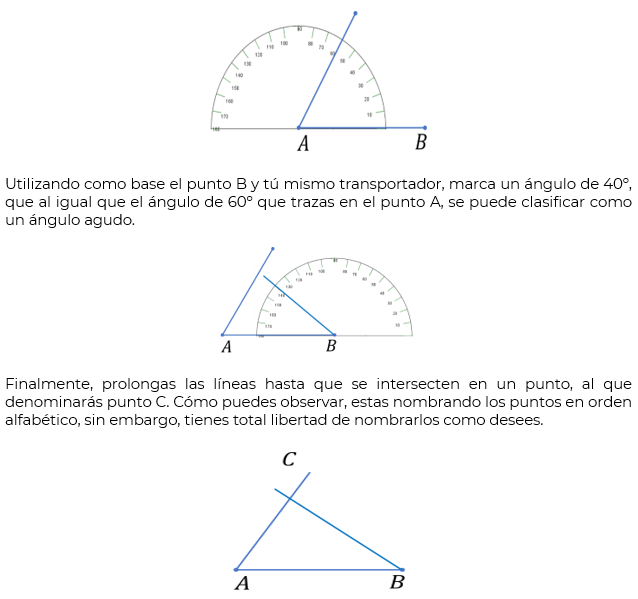 A
B
Utilizando como base el punto B y tú mismo transportador, marca un ángulo de 40º,
que al igual que el ángulo de 60º que trazas en el punto A, se puede clasificar como
un ángulo agudo.
A
B
Finalmente, prolongas las líneas hasta que se intersecten en un punto, al que
denominarás punto C. Cómo puedes observar, estas nombrando los puntos en orden
alfabético, sin embargo, tienes total libertad de nombrarlos como desees.
C
A
B